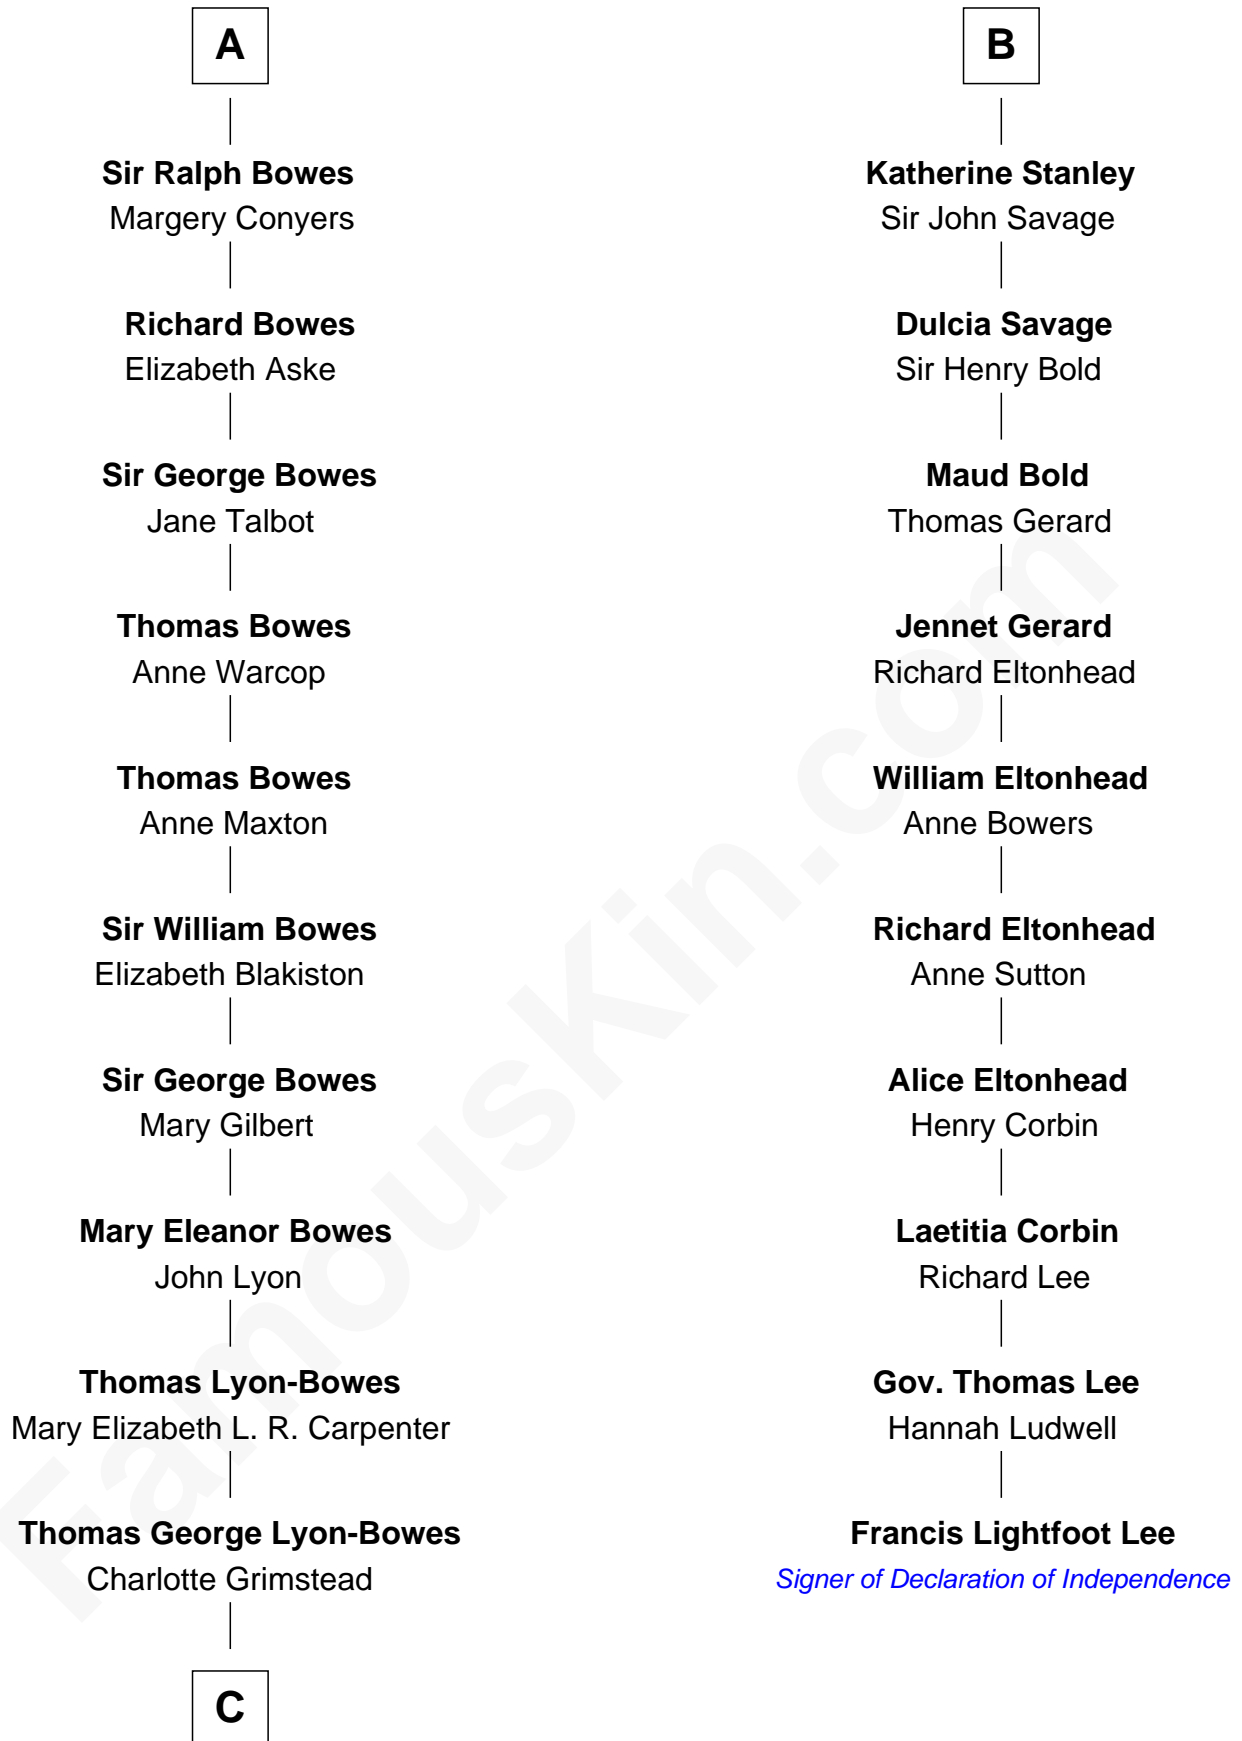 A
Sir Ralph Bowes
Margery Conyers
Richard Bowes
Elizabeth Aske
Sir George Bowes
Jane Talbot
Thomas Bowes
Anne Warcop
Thomas Bowes
Anne Maxton
Sir William Bowes
Elizabeth Blakiston
Sir George Bowes
Mary Gilbert
Mary Eleanor Bowes
John Lyon
Thomas Lyon-Bowes
Mary Elizabeth L. R. Carpenter
Thomas George Lyon-Bowes
Charlotte Grimstead
C
B
Katherine Stanley
Sir John Savage
Dulcia Savage
Sir Henry Bold
Maud Bold
Thomas Gerard
Jennet Gerard
Richard Eltonhead
William Eltonhead
Anne Bowers
Richard Eltonhead
Anne Sutton
Alice Eltonhead
Henry Corbin
Laetitia Corbin
Richard Lee
Gov. Thomas Lee
Hannah Ludwell
Francis Lightfoot Lee
Signer of Declaration of Independence
FamousKin.com